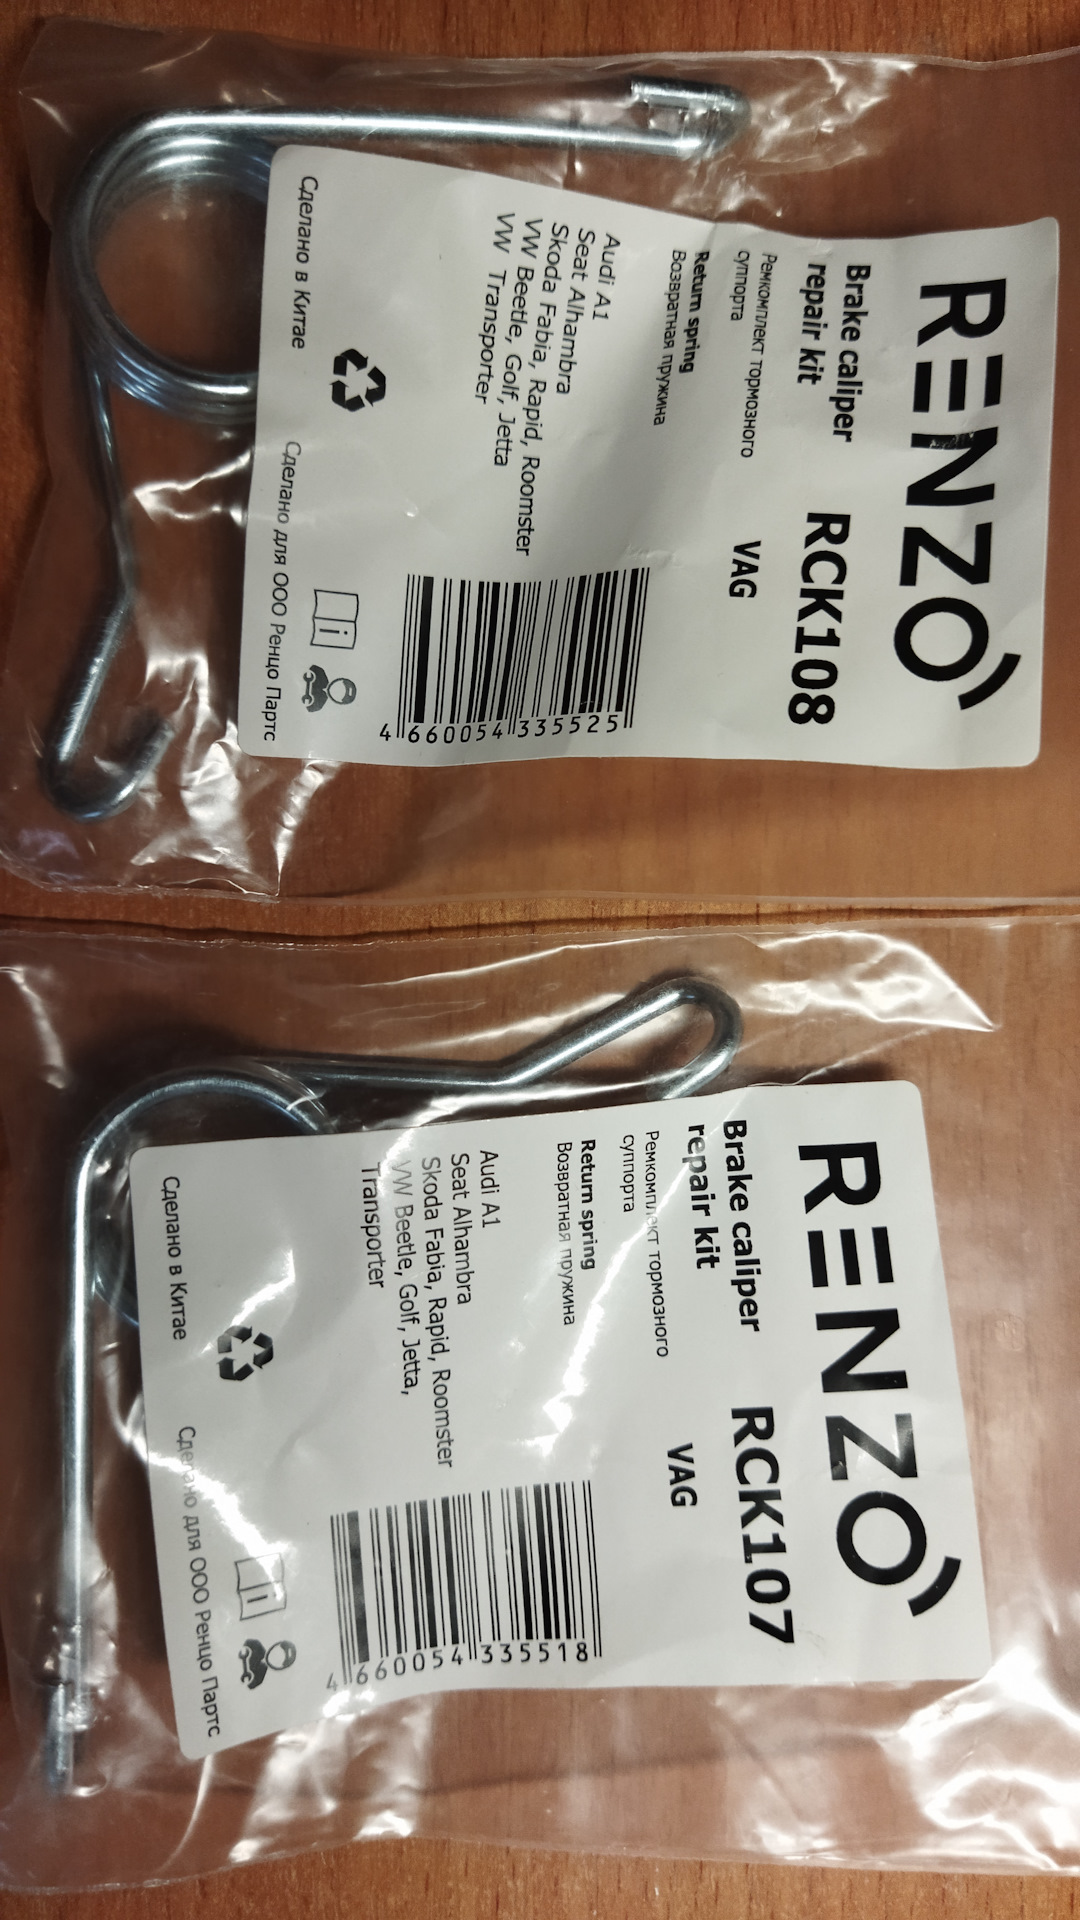 RENZO
Brake caliper
repair kit
RCK108
Ремкомплект тормозного
суппорта
VAG
Return spring
Возвратная пружина
Audi A1
Seat Alhambra
Skoda Fabia, Rapid, Roomster
VW Beetle, Golf, Jetta
VW Transporter
4 660054 335525
Сделано в Китае
Сделано для ООО Ренцо Партс
RENZO
Brake caliper
repair kit
RCK107
Ремкомплект тормозного
суппорта
VAG
Return spring
Возвратная пружина
Audi A1
Seat Alhambra
Skoda Fabia, Rapid, Roomster
VW Beetle, Golf, Jetta,
Transporter
4 660054 335518
Сделано в Китае
Сделано для ООО Ренцо Партс